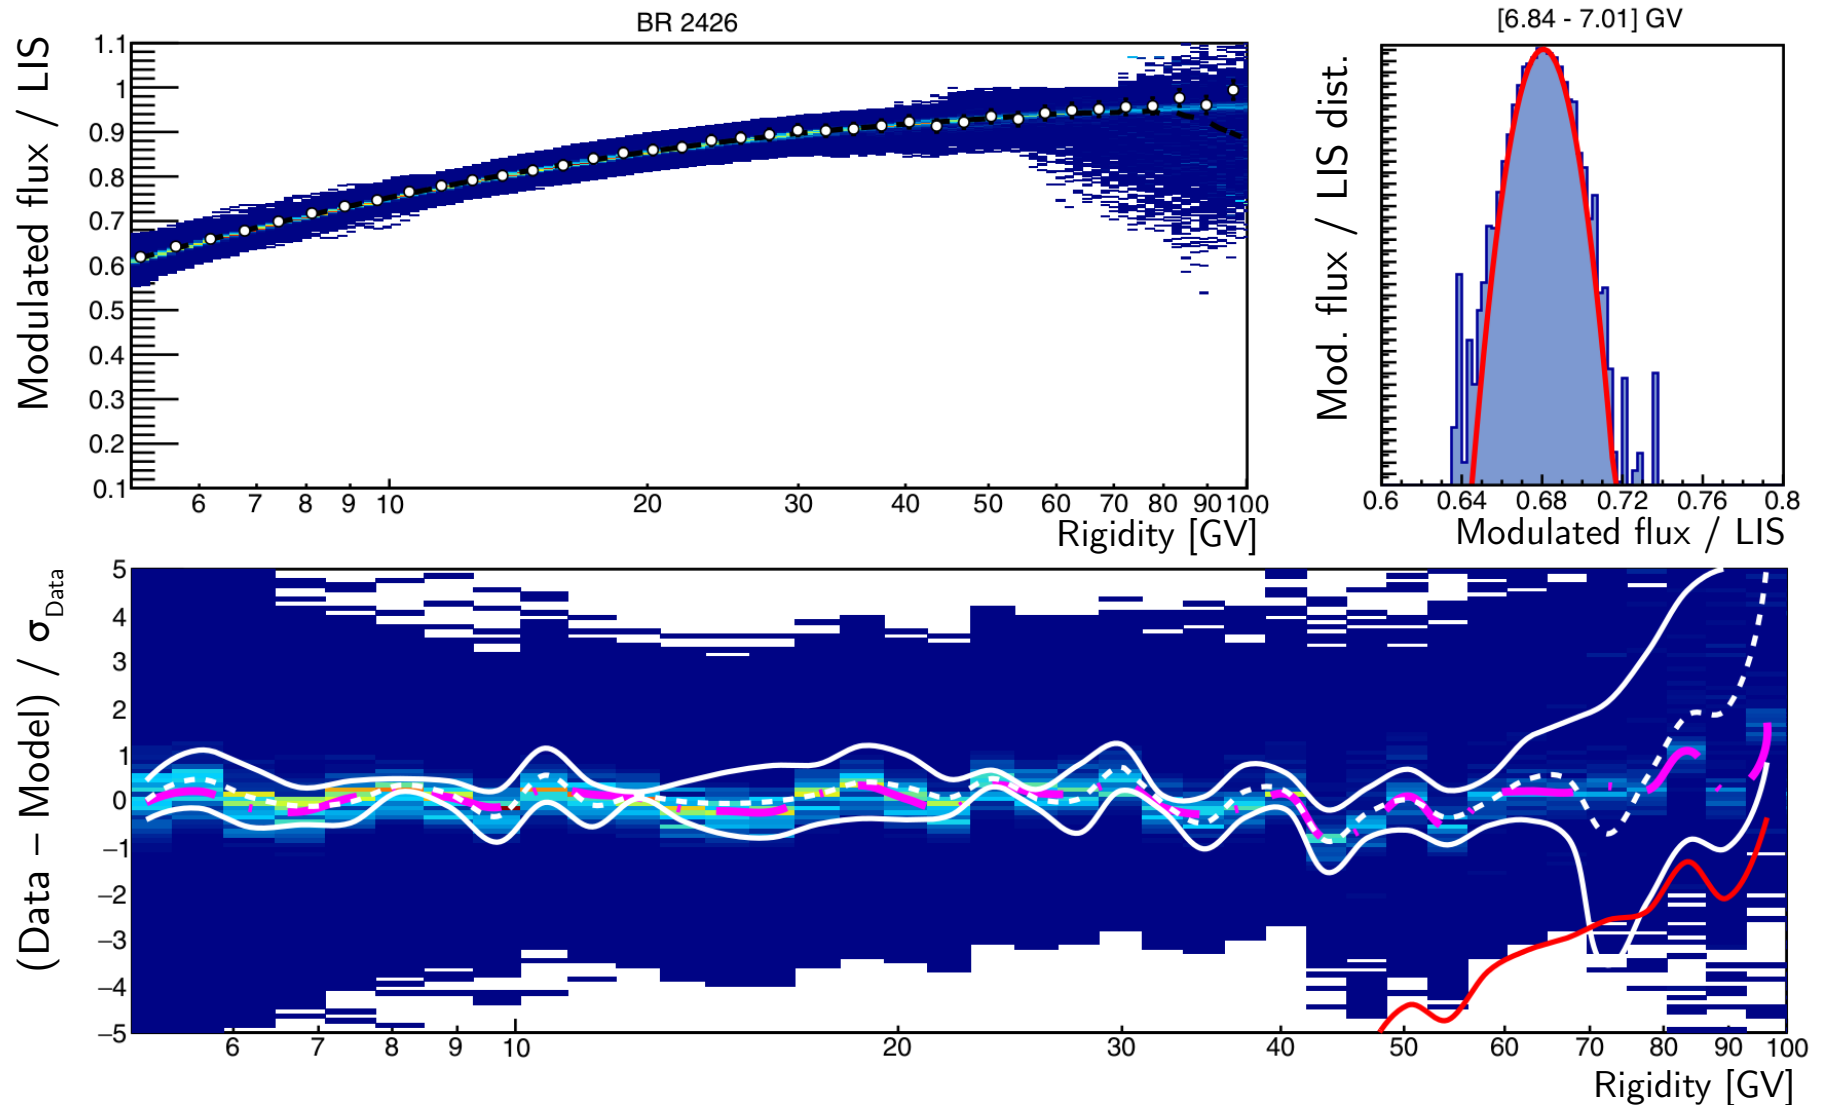 BR 2426
Modulated flux / LIS
1.1
1
0.9
0.8
0.7
0.6
0.5
0.4
0.3
0.2
0.1
6 7 8 9 10 20 30 40 50 60 70 80 90 100
Rigidity [GV]
[6.84 - 7.01] GV
Mod. flux / LIS dist.
0.6 0.64 0.68 0.72 0.76 0.8
Modulated flux / LIS
(Data − Model) / σData
5
4
3
2
1
0
−1
−2
−3
−4
−5
6 7 8 9 10 20 30 40 50 60 70 80 90 100
Rigidity [GV]